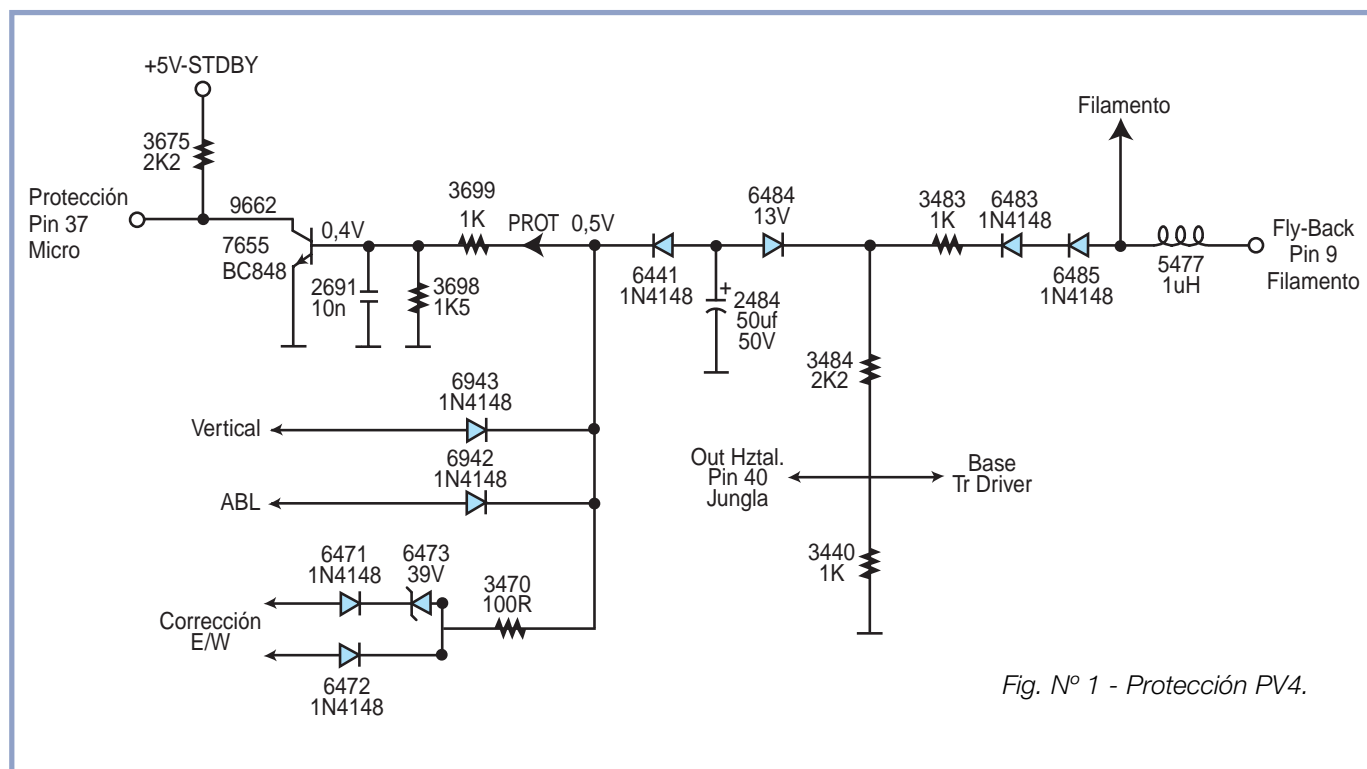 +5V-STDBY
3675
2K2
Protección
Pin 37
Micro
9662
7655
BC848
0,4V
2691
10n
3698
1K5
3699
1K
PROT
0,5V
6441
1N4148
6484
13V
+
2484
50uf
50V
3483
1K
6483
1N4148
6485
1N4148
Filamento
5477
1uH
Fly-Back
Pin 9
Filamento
3484
2K2
Out Hztal.
Pin 40
Jungla
Base
Tr Driver
3440
1K
Vertical
6943
1N4148
ABL
6942
1N4148
Corrección
E/W
6471
1N4148
6473
39V
3470
100R
6472
1N4148
Fig. Nº 1 - Protección PV4.